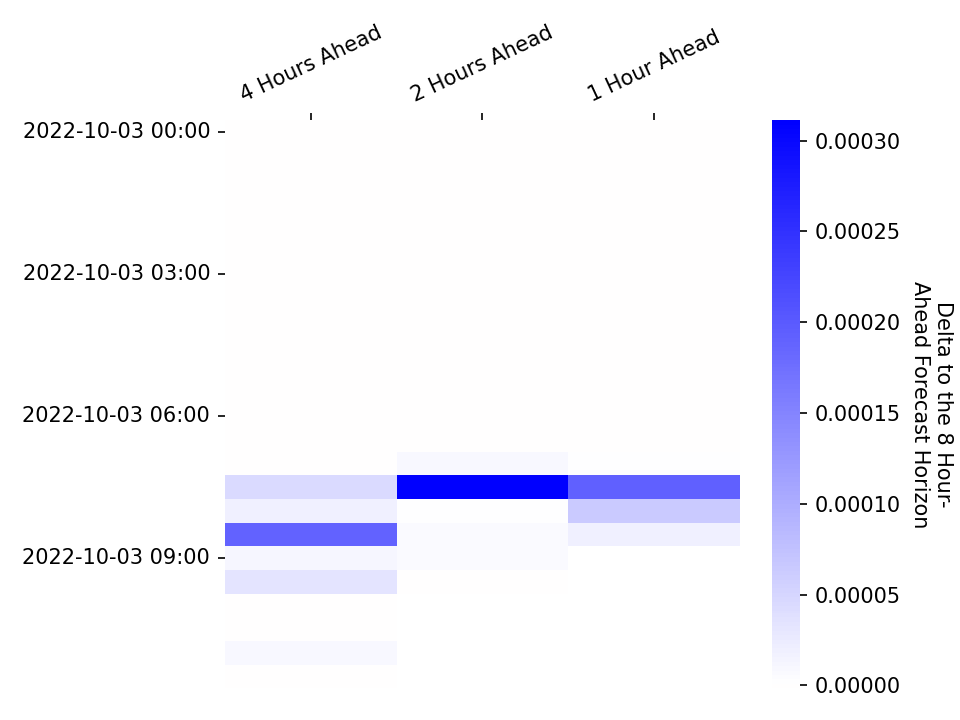 4 Hours Ahead
2 Hours Ahead
1 Hour Ahead
2022-10-03 00:00
2022-10-03 03:00
2022-10-03 06:00
2022-10-03 09:00
0.00030
0.00025
0.00020
0.00015
0.00010
0.00005
0.00000
Delta to the 8 Hour-
Ahead Forecast Horizon